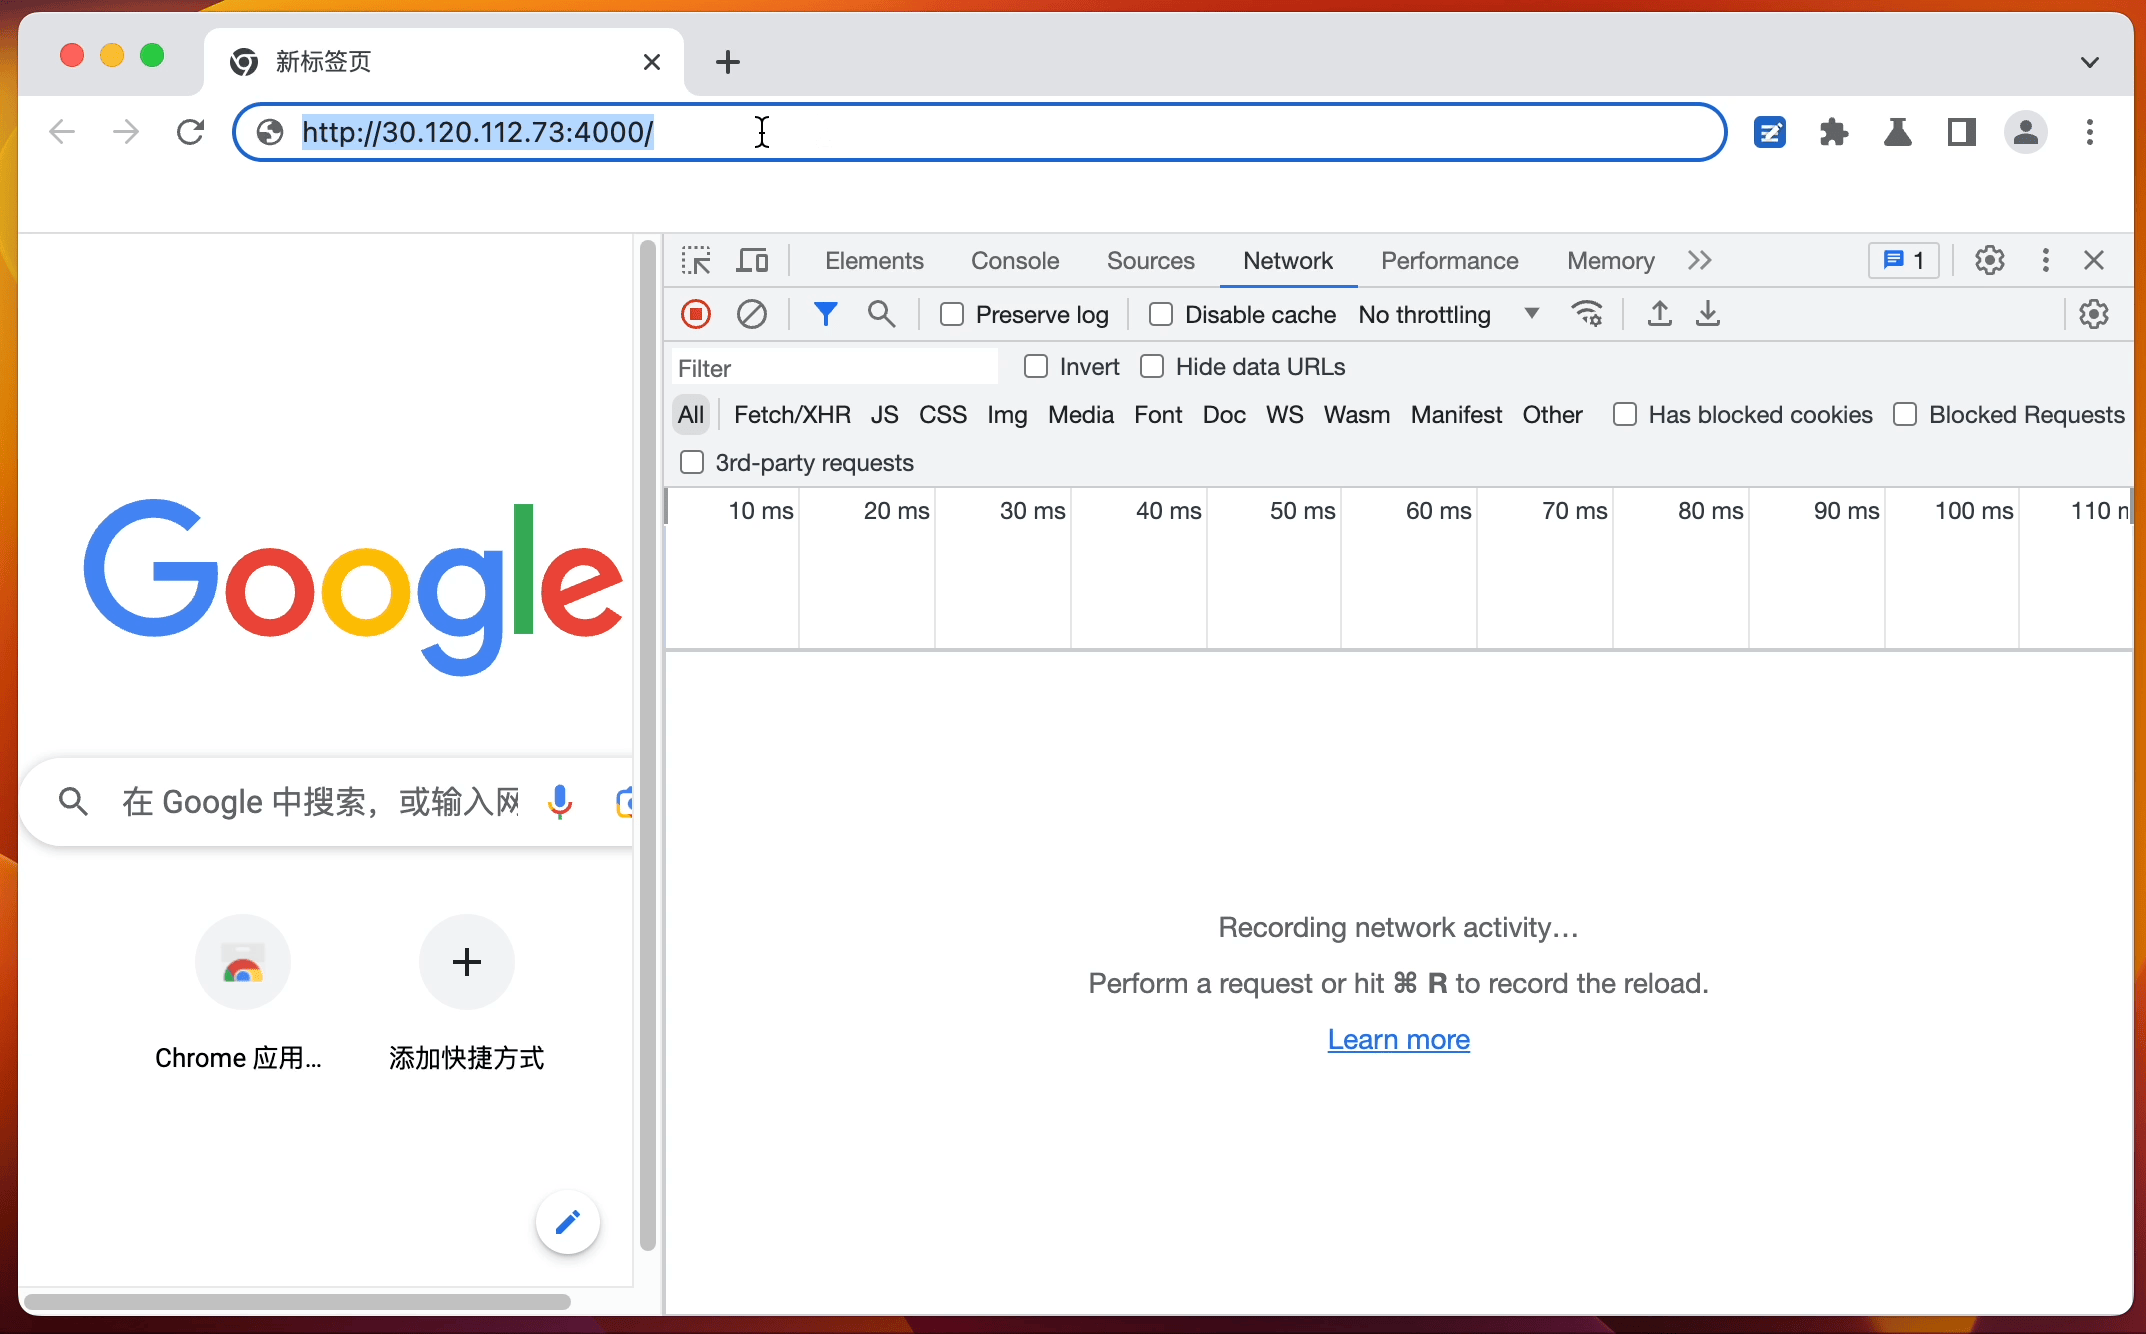 新标签页
http://30.120.112.73:4000/
Elements Console Sources Network Performance Memory 1
Preserve log Disable cache No throttling
Filter Invert Hide data URLs
All Fetch/XHR JS CSS Img Media Font Doc WS Wasm Manifest Other Has blocked cookies Blocked Requests
3rd-party requests
10 ms 20 ms 30 ms 40 ms 50 ms 60 ms 70 ms 80 ms 90 ms 100 ms 110
Google
在 Google 中搜索，或输入网
Chrome 应用...
添加快捷方式
Recording network activity…
Perform a request or hit ⌘ R to record the reload.
Learn more